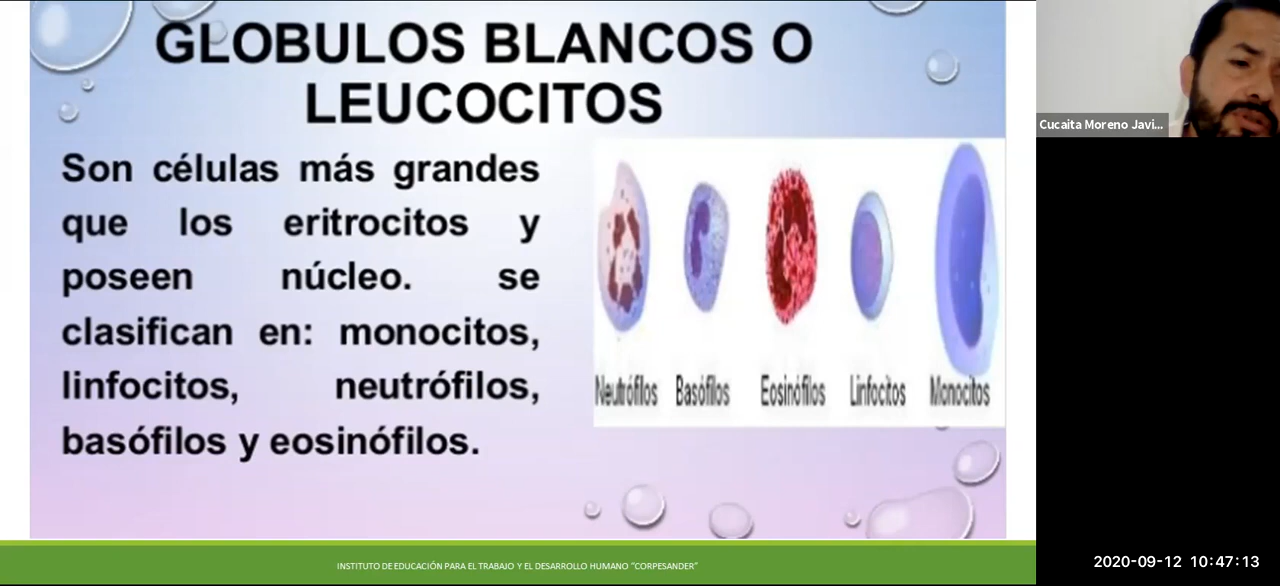 GLOBULOS BLANCOS O
LEUCOCITOS
Son células más grandes
que los eritrocitos y
poseen núcleo. se
clasifican en: monocitos,
linfocitos, neutrófilos,
basófilos y eosinófilos.
Neutrófilos Basófilos Eosinófilos Linfocitos Monocitos
INSTITUTO DE EDUCACIÓN PARA EL TRABAJO Y EL DESARROLLO HUMANO "CORPESANDER"
Cucaita Moreno Javi...
2020-09-12 10:47:13